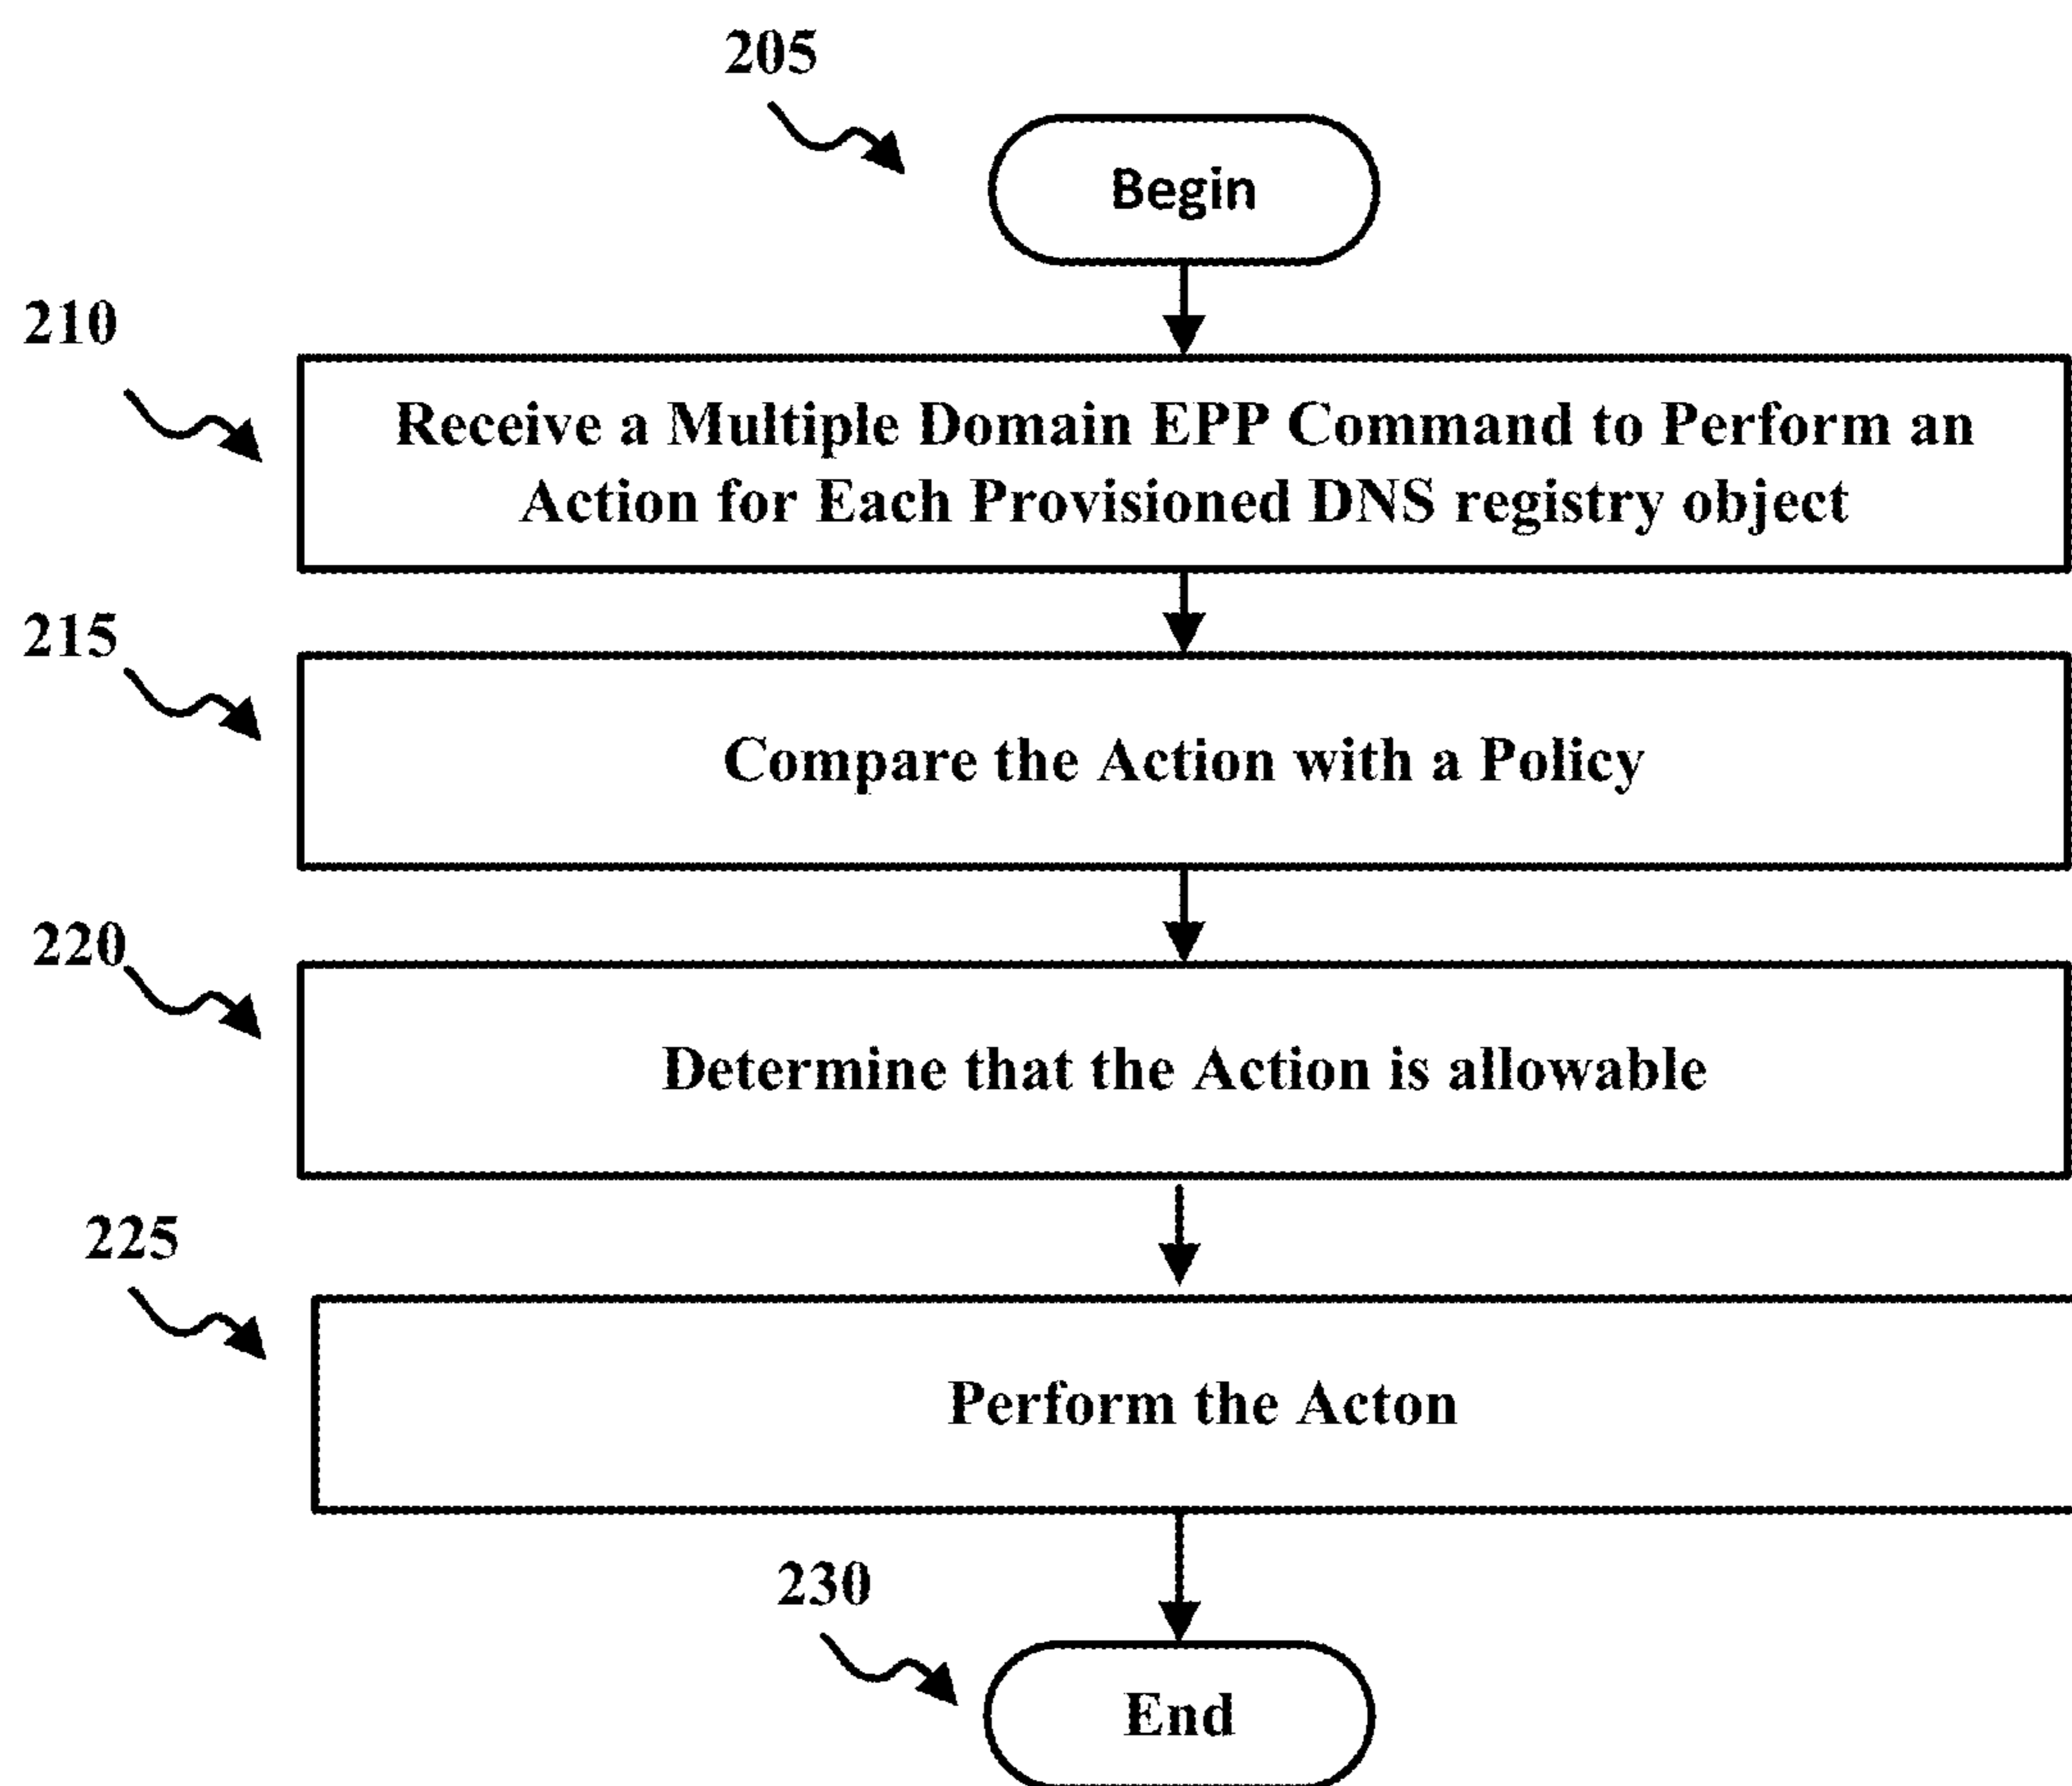 205
Begin
210
Receive a Multiple Domain EPP Command to Perform an
Action for Each Provisioned DNS registry object
215
Compare the Action with a Policy
220
Determine that the Action is allowable
225
Perform the Acton
230
End